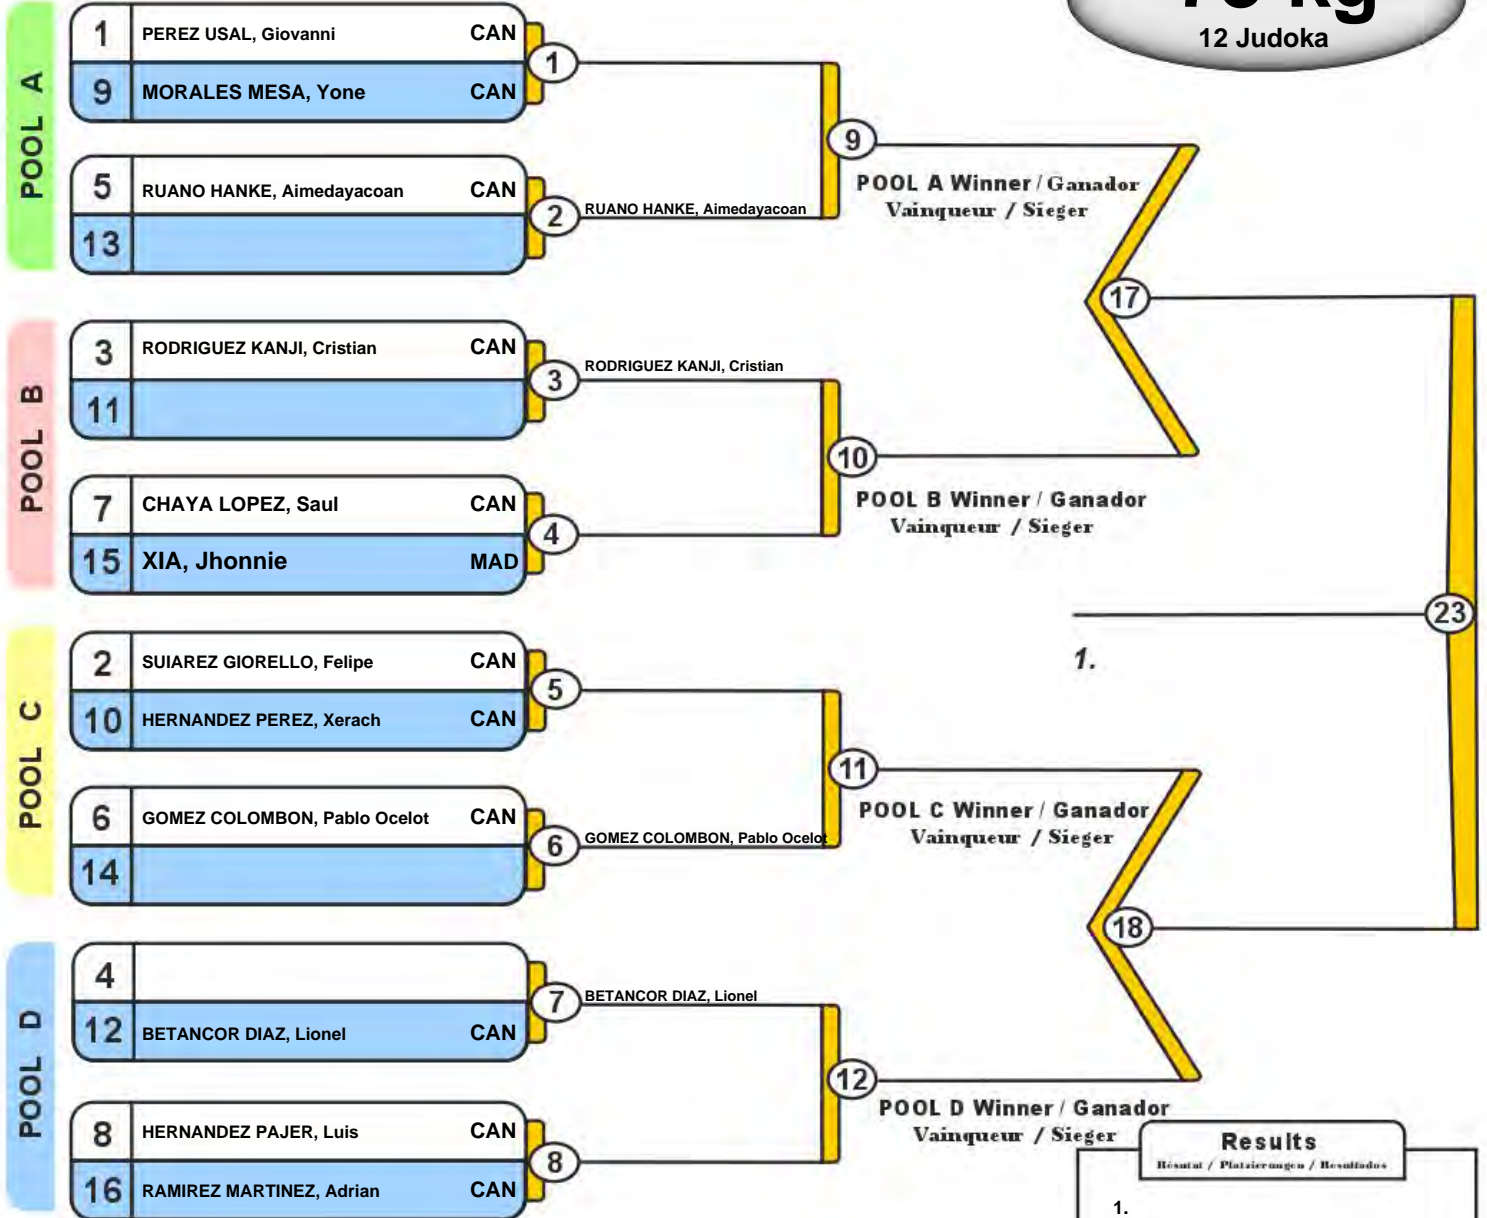 12 Judoka
POOL A
1 PEREZ USAL, Giovanni CAN
9 MORALES MESA, Yone CAN
1
5 RUANO HANKE, Aimedayacoan CAN
13
2
RUANO HANKE, Aimedayacoan
9
POOL A Winner / Ganador
Vainqueur / Sieger
POOL B
3 RODRIGUEZ KANJI, Cristian CAN
11
3
RODRIGUEZ KANJI, Cristian
7 CHAYA LOPEZ, Saul CAN
15 XIA, Jhonnie MAD
4
10
POOL B Winner / Ganador
Vainqueur / Sieger
17
23
1.
POOL C
2 SUIAREZ GIORELLO, Felipe CAN
10 HERNANDEZ PEREZ, Xerach CAN
5
6 GOMEZ COLOMBON, Pablo Ocelot CAN
14
6
GOMEZ COLOMBON, Pablo Ocelot
11
POOL C Winner / Ganador
Vainqueur / Sieger
18
POOL D
4
12 BETANCOR DIAZ, Lionel CAN
7
BETANCOR DIAZ, Lionel
8 HERNANDEZ PAJER, Luis CAN
16 RAMIREZ MARTINEZ, Adrian CAN
8
12
POOL D Winner / Ganador
Vainqueur / Sieger
Results
Résutat / Platzierungen / Resultados
1.